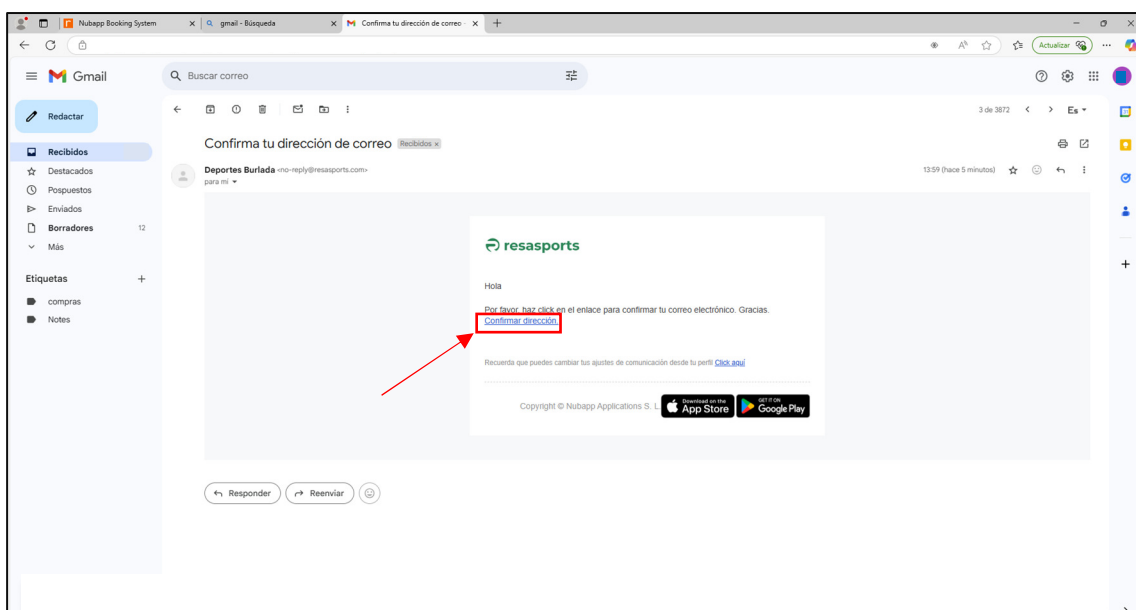 Nubapp Booking System
gmail - Búsqueda
Confirma tu dirección de correo
Actualizar
Gmail
Buscar correo
Redactar
3 de 3872
Es
Confirma tu dirección de correo
Recibidos x
Recibidos
Destacados
Pospuestos
Enviados
Borradores 12
Más
Etiquetas
compras
Notes
Deportes Burlada <no-reply@resasports.com>
para mí
13:59 (hace 5 minutos)
resasports
Hola
Por favor, haz click en el enlace para confirmar tu correo electrónico. Gracias.
Confirmar dirección.
Recuerda que puedes cambiar tus ajustes de comunicación desde tu perfil Click aquí
Copyright © Nubapp Applications S. L.
Download on the
App Store
GET IT ON
Google Play
Responder
Reenviar